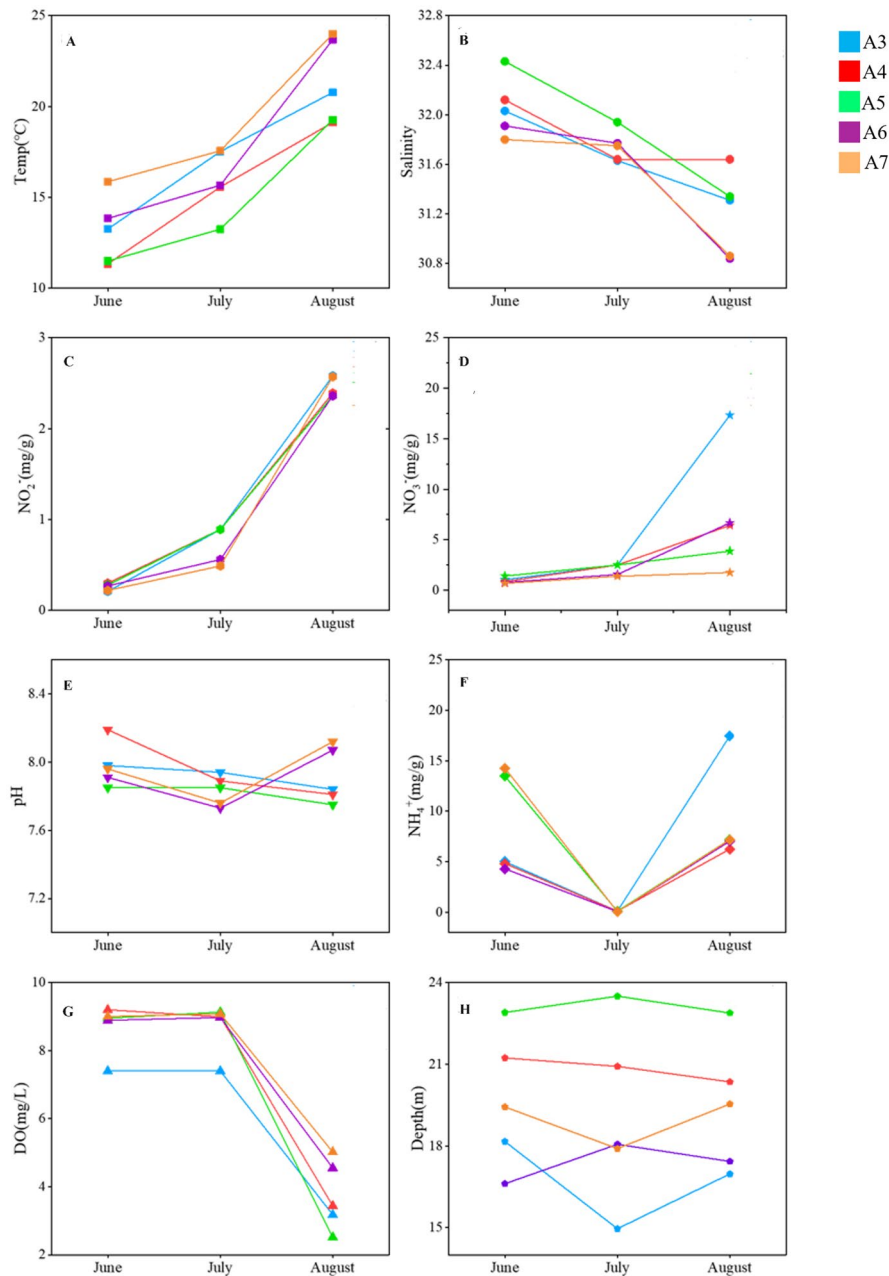 A
25
20
15
10
Temp(°C)
June July August
B
32.8
32.4
32.0
31.6
31.2
30.8
Salinity
June July August
A3
A4
A5
A6
A7
C
3
2
1
0
NO₂⁻(mg/g)
June July August
D
25
20
15
10
5
0
NO₃⁻(mg/g)
June July August
E
8.4
8.0
7.6
7.2
pH
June July August
F
25
20
15
10
5
0
NH₄⁺(mg/g)
June July August
G
10
8
6
4
2
DO(mg/L)
June July August
H
24
21
18
15
Depth(m)
June July August